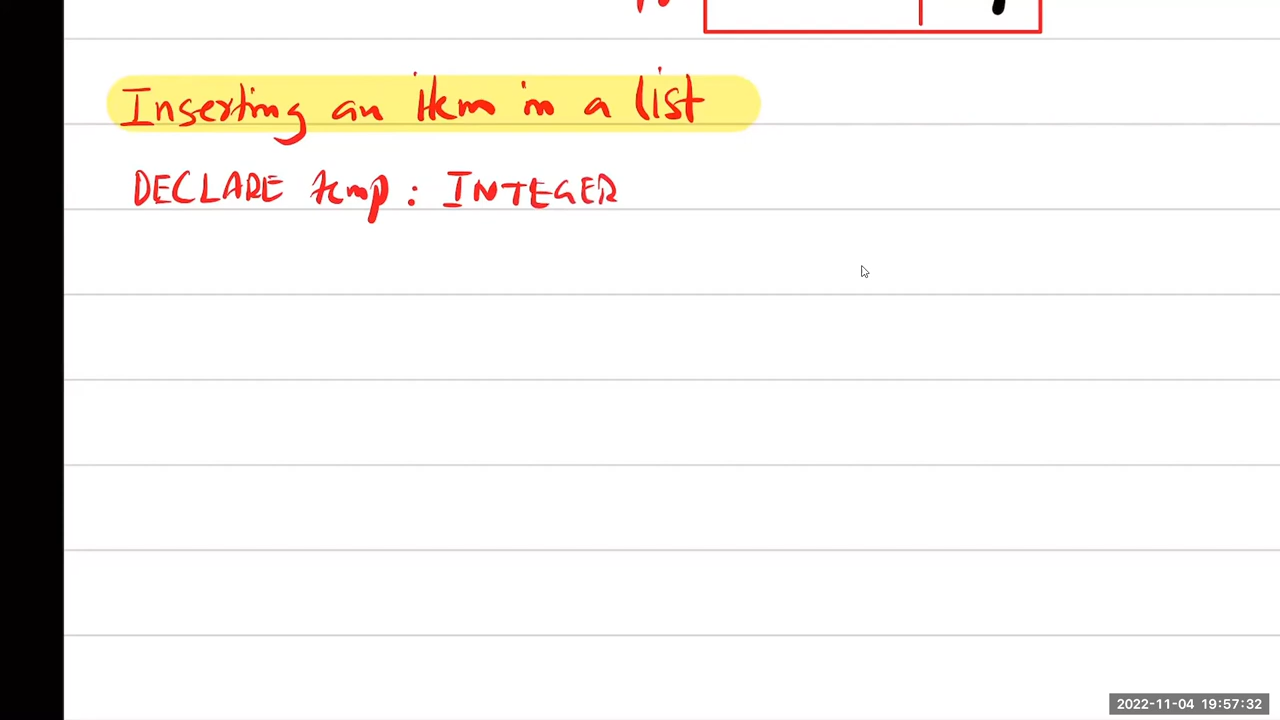 Inserting an item in a list
DECLARE temp : INTEGER
2022-11-04 19:57:32